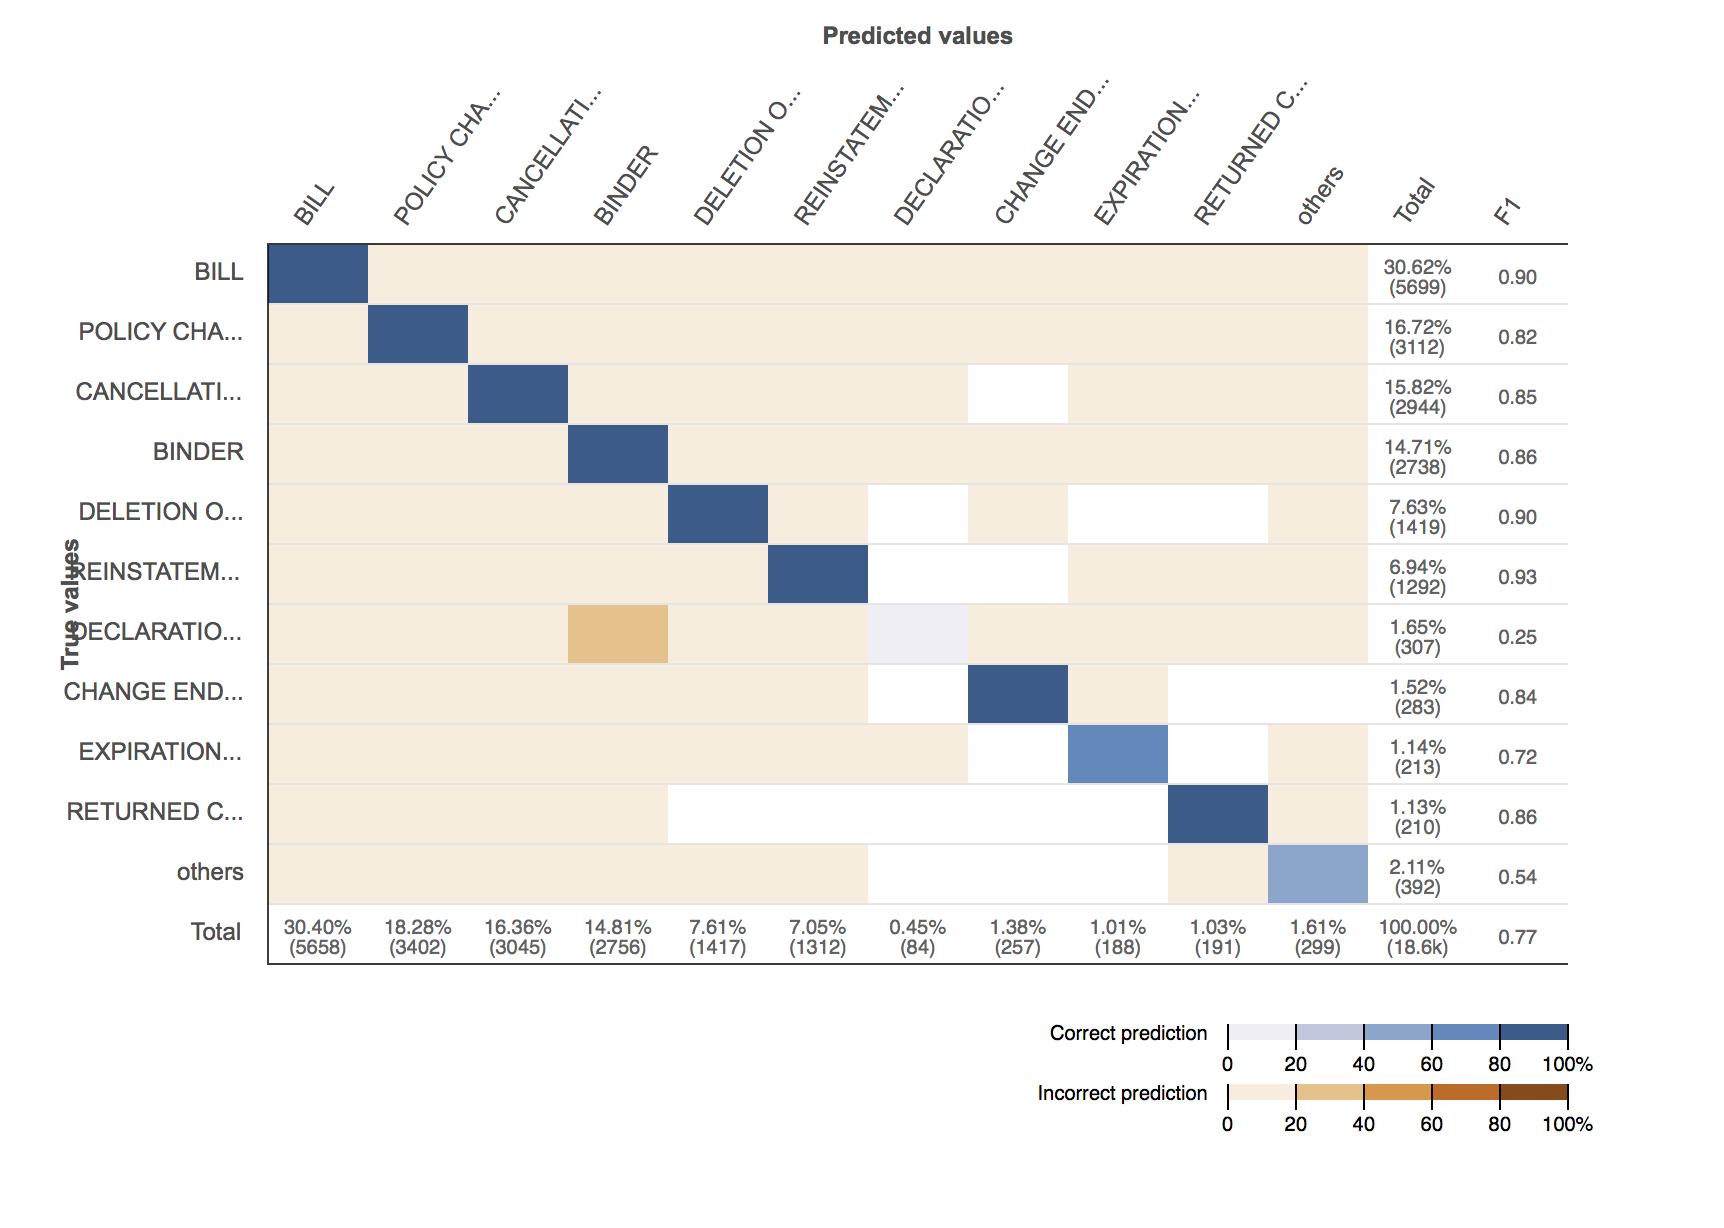 Predicted values
BILL
POLICY CHA...
CANCELLATI...
BINDER
DELETION O...
REINSTATEM...
DECLARATIO...
CHANGE END...
EXPIRATION...
RETURNED C...
others
Total
F1
True values
BILL
30.62%
(5699)
0.90
POLICY CHA...
16.72%
(3112)
0.82
CANCELLATI...
15.82%
(2944)
0.85
BINDER
14.71%
(2738)
0.86
DELETION O...
7.63%
(1419)
0.90
REINSTATEM...
6.94%
(1292)
0.93
DECLARATIO...
1.65%
(307)
0.25
CHANGE END...
1.52%
(283)
0.84
EXPIRATION...
1.14%
(213)
0.72
RETURNED C...
1.13%
(210)
0.86
others
2.11%
(392)
0.54
Total
30.40% 18.28% 16.36% 14.81% 7.61% 7.05% 0.45% 1.38% 1.01% 1.03% 1.61% 100.00%
(5658) (3402) (3045) (2756) (1417) (1312) (84) (257) (188) (191) (299) (18.6k)
0.77
Correct prediction
0 20 40 60 80 100%
Incorrect prediction
0 20 40 60 80 100%